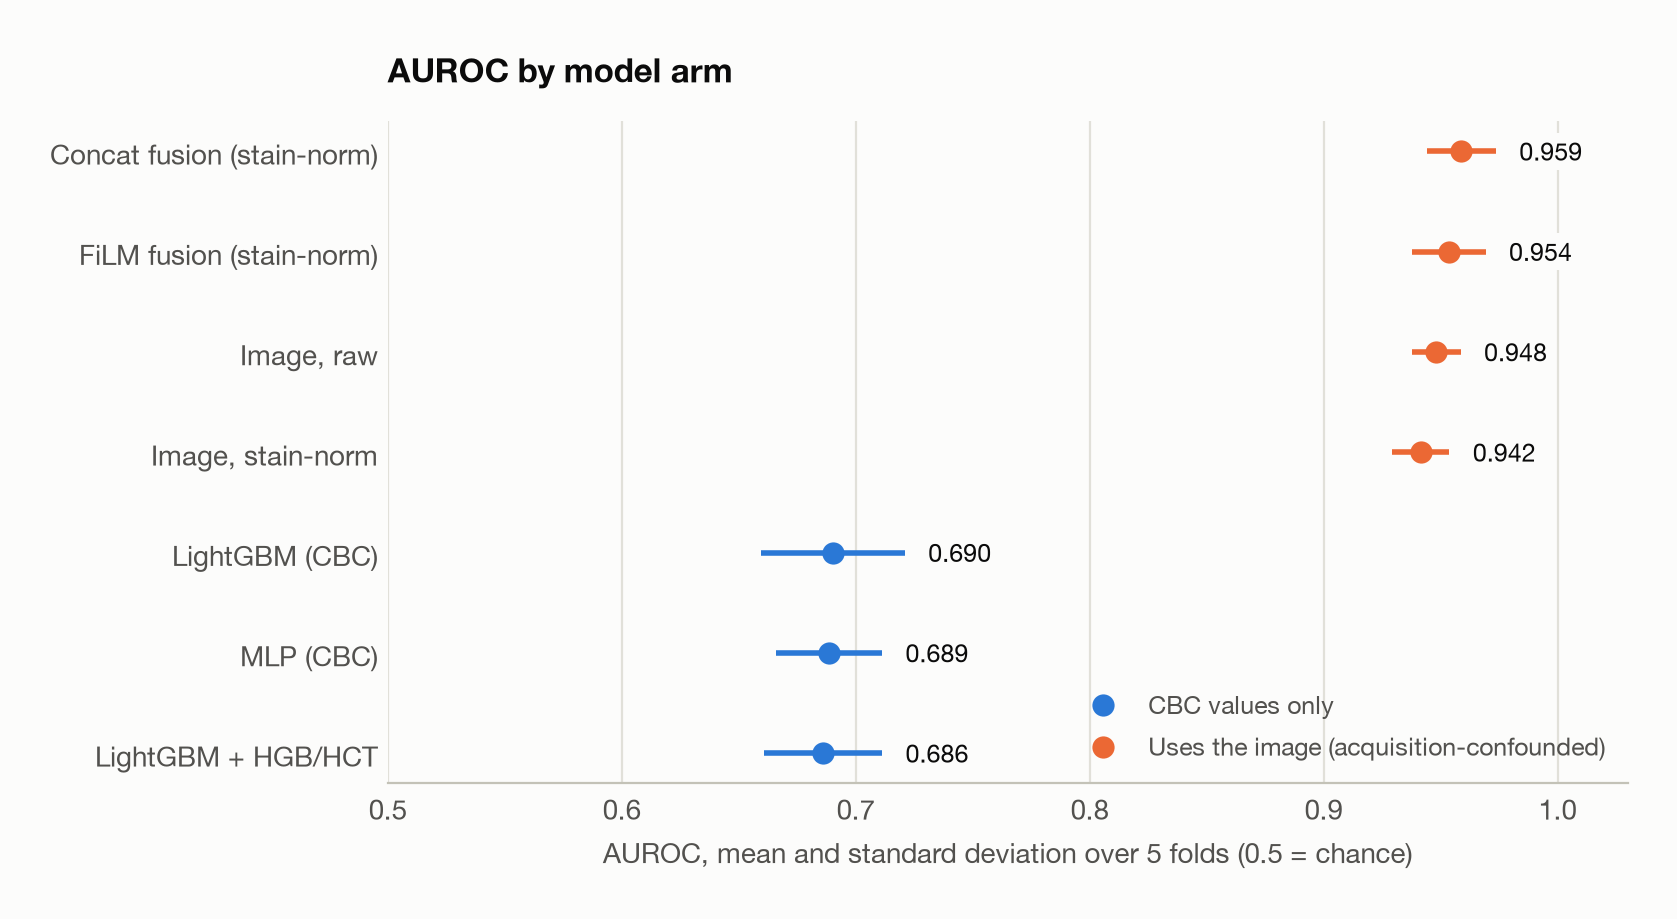 AUROC by model arm
Concat fusion (stain-norm)
0.959
FiLM fusion (stain-norm)
0.954
Image, raw
0.948
Image, stain-norm
0.942
LightGBM (CBC)
0.690
MLP (CBC)
0.689
CBC values only
LightGBM + HGB/HCT
0.686
Uses the image (acquisition-confounded)
0.5 0.6 0.7 0.8 0.9 1.0
AUROC, mean and standard deviation over 5 folds (0.5 = chance)